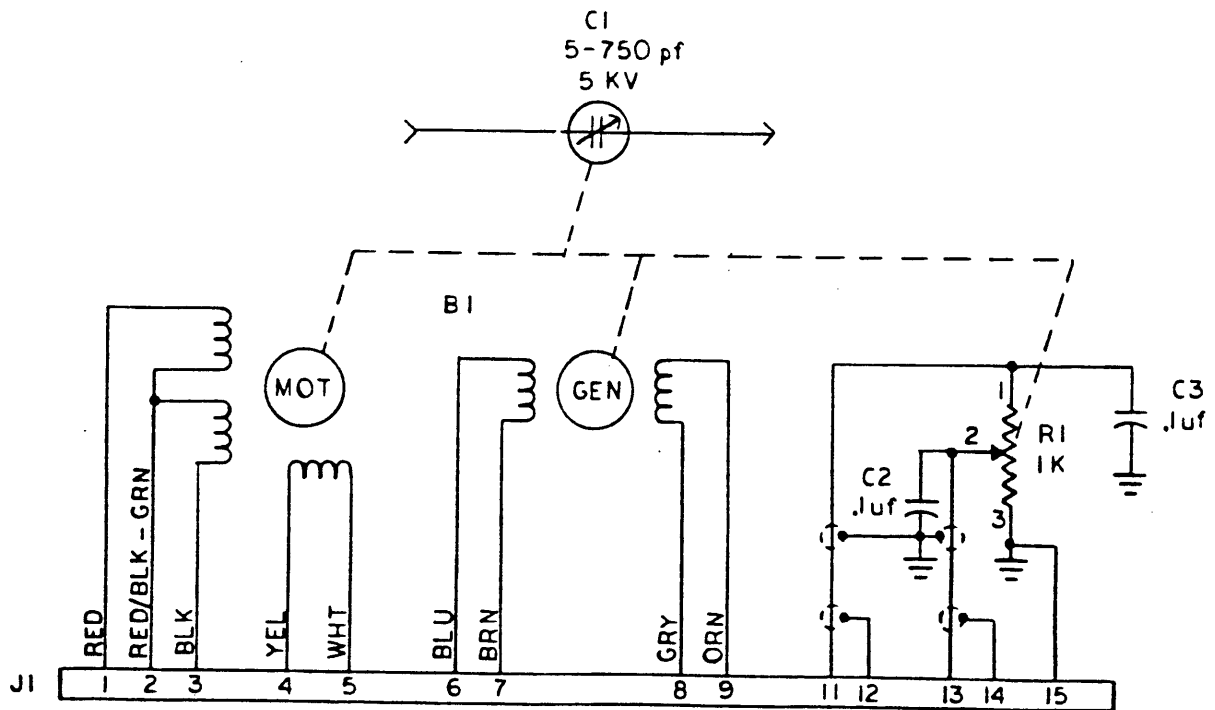 C1
5-750 pf
5 KV
B1
MOT
GEN
1
2
3
R1
1K
C3
.1uf
C2
.1uf
RED
RED/BLK-GRN
BLK
YEL
WHT
BLU
BRN
GRY
ORN
J1
1 2 3 4 5 6 7 8 9 11 12 13 14 15